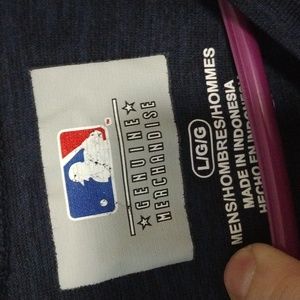 GENUINE
MERCHANDISE
L/G/G
MENS/HOMBRES/HOMMES
MADE IN INDONESIA
HECHO EN INDONESIA